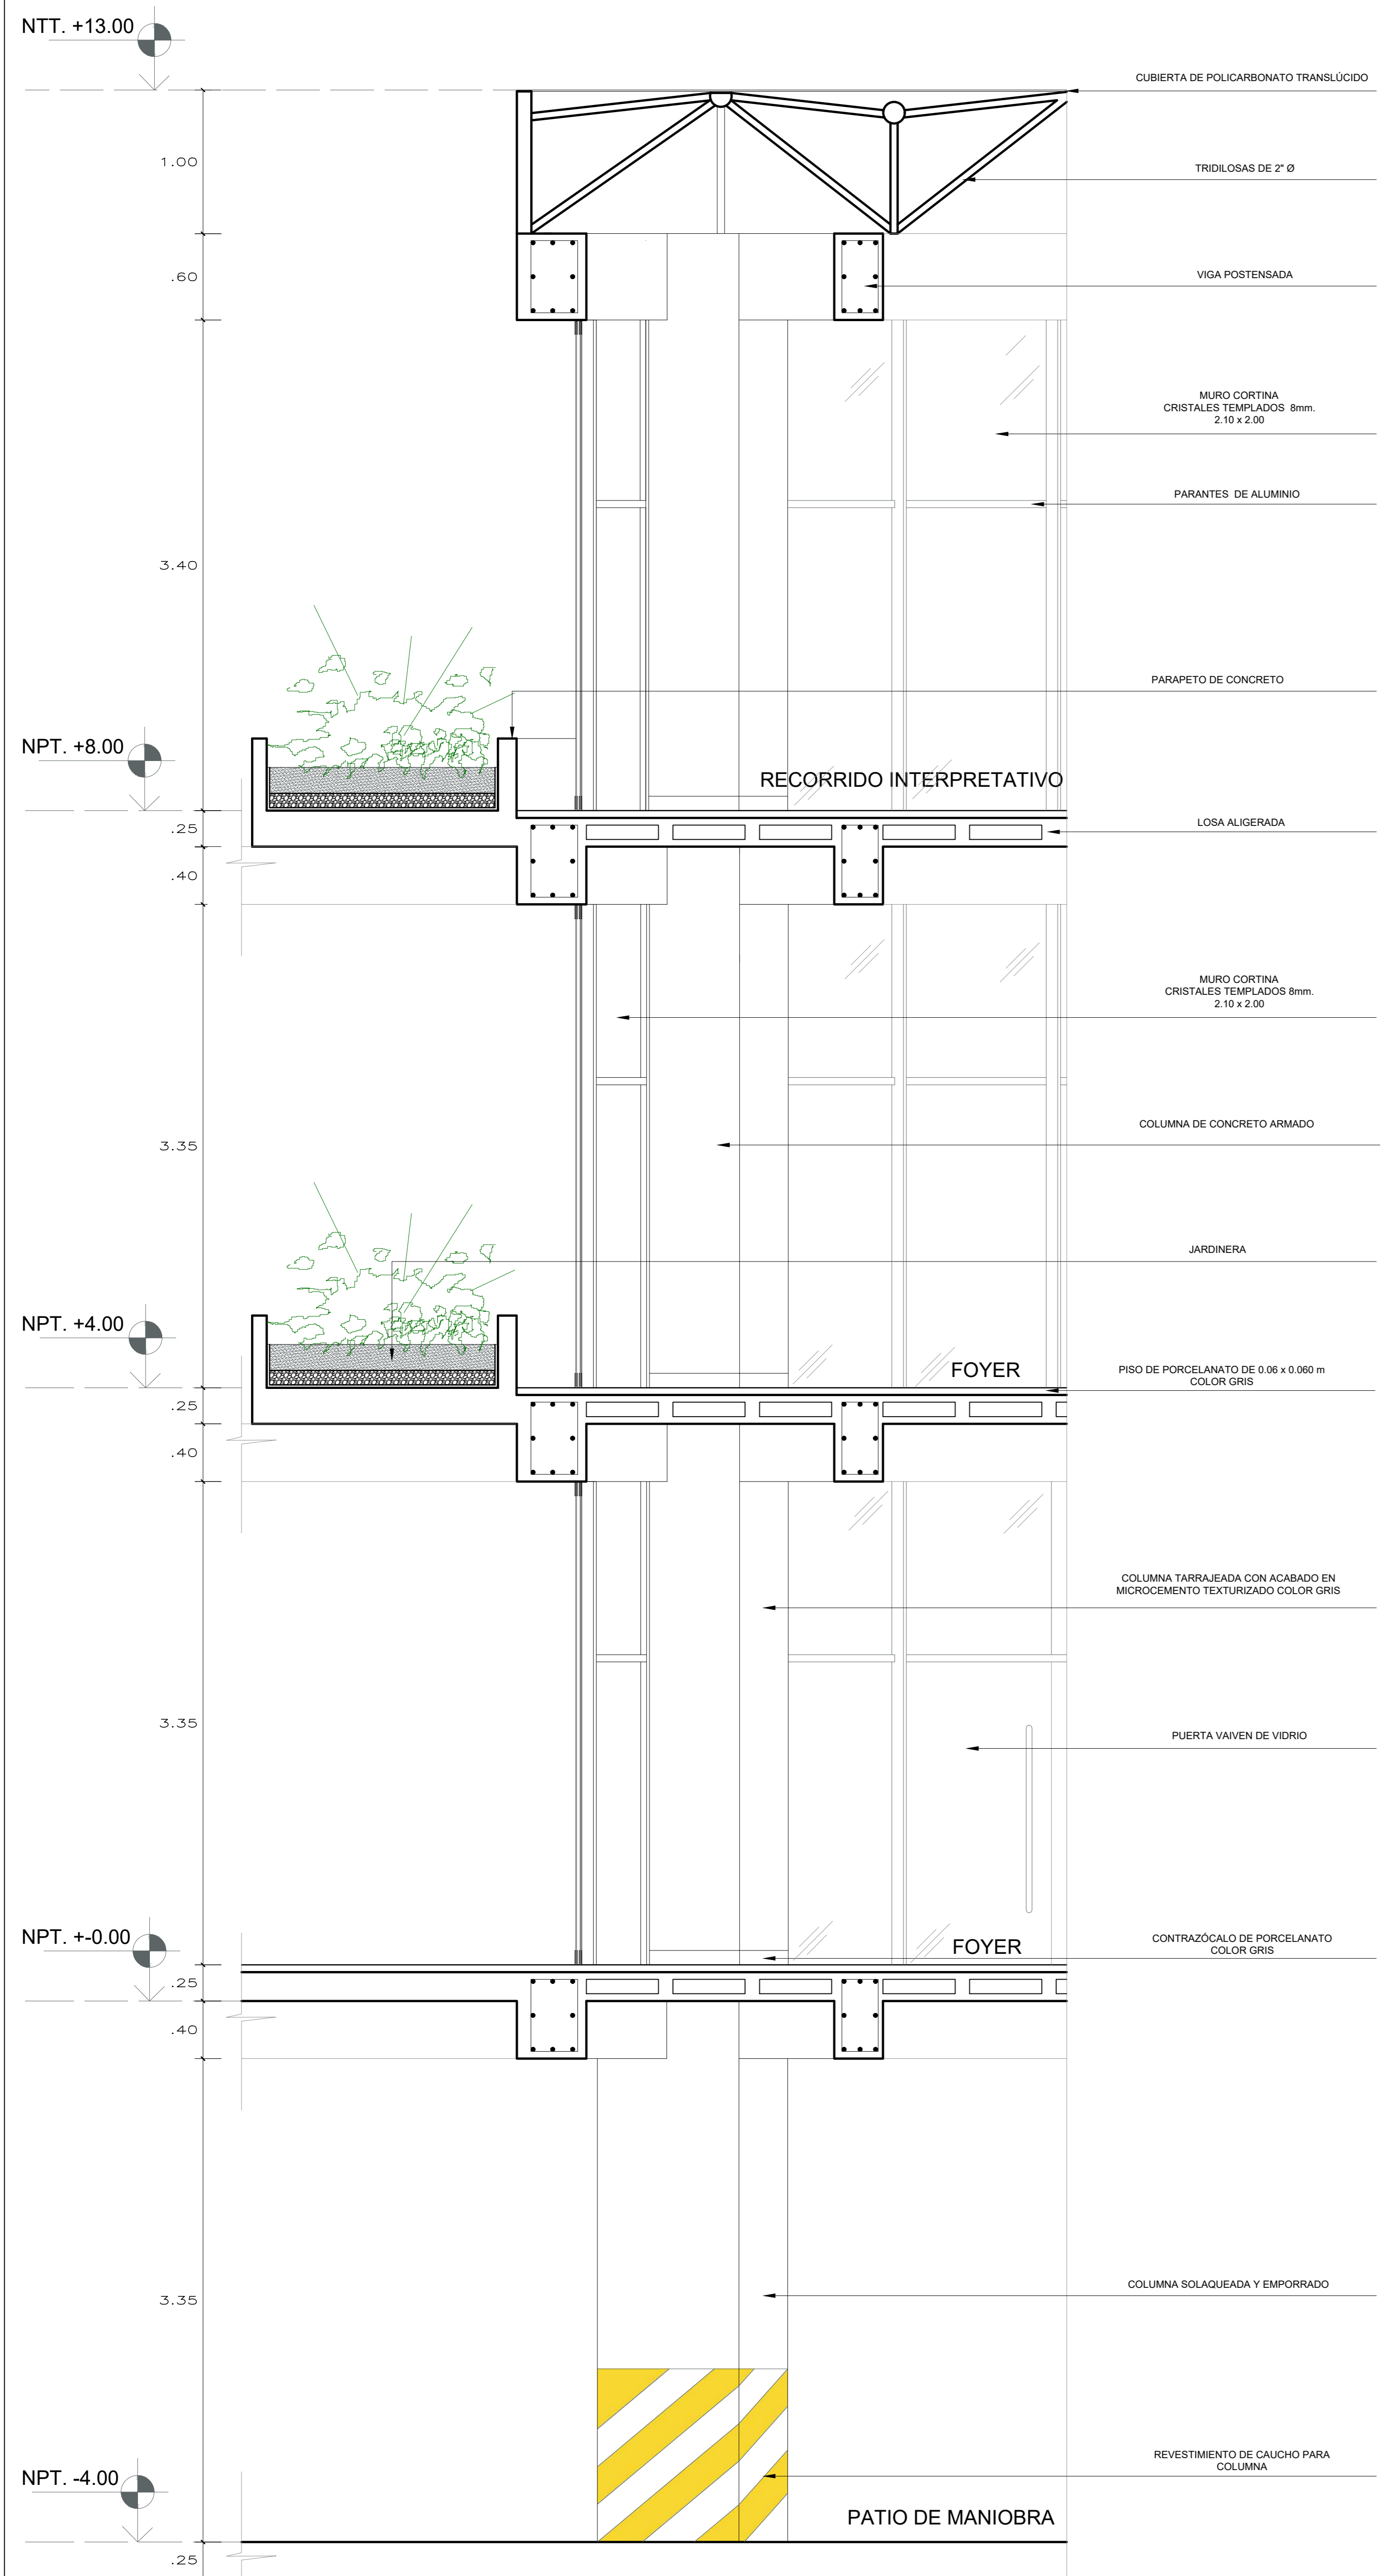 NTT. +13.00
CUBIERTA DE POLICARBONATO TRANSLÚCIDO
1.00
TRIDILOSAS DE 2" Ø
.60
VIGA POSTENSADA
MURO CORTINA
CRISTALES TEMPLADOS 8mm.
2.10 x 2.00
PARANTES DE ALUMINIO
3.40
PARAPETO DE CONCRETO
NPT. +8.00
RECORRIDO INTERPRETATIVO
.25
LOSA ALIGERADA
.40
MURO CORTINA
CRISTALES TEMPLADOS 8mm.
2.10 x 2.00
COLUMNA DE CONCRETO ARMADO
3.35
JARDINERA
NPT. +4.00
FOYER
PISO DE PORCELANATO DE 0.06 x 0.060 m
COLOR GRIS
.25
.40
COLUMNA TARRAJEADA CON ACABADO EN
MICROCEMENTO TEXTURIZADO COLOR GRIS
3.35
PUERTA VAIVEN DE VIDRIO
NPT. +-0.00
FOYER
CONTRAZÓCALO DE PORCELANATO
COLOR GRIS
.25
.40
COLUMNA SOLAQUEADA Y EMPORRADO
3.35
REVESTIMIENTO DE CAUCHO PARA
COLUMNA
NPT. -4.00
PATIO DE MANIOBRA
.25